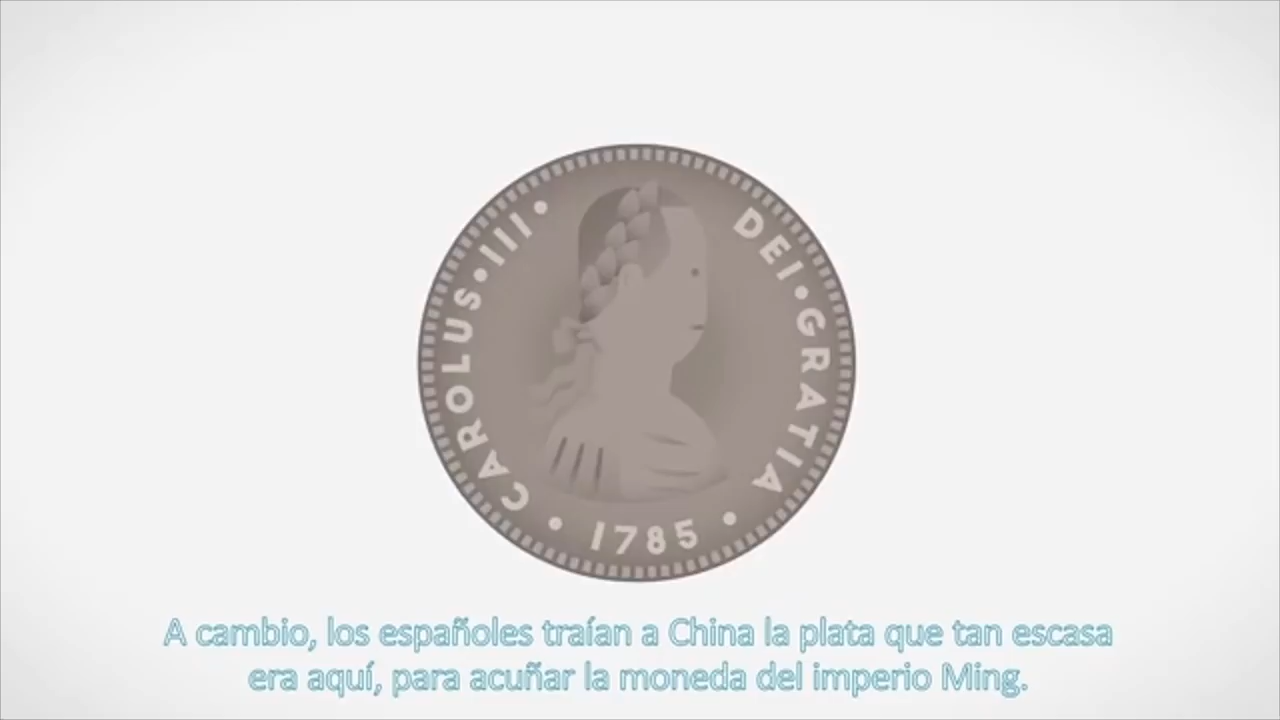 CAROLUS•III•
DEI•GRATIA
• 1785 •
A cambio, los españoles traían a China la plata que tan escasa
era aquí, para acuñar la moneda del imperio Ming.